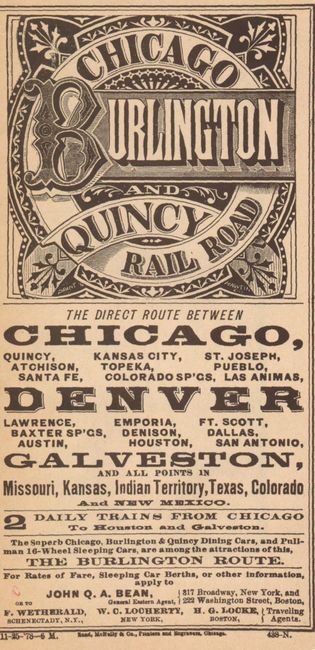 CHICAGO
BURLINGTON
AND
QUINCY
RAIL ROAD
THE DIRECT ROUTE BETWEEN
CHICAGO,
QUINCY, KANSAS CITY, ST. JOSEPH,
ATCHISON, TOPEKA, PUEBLO,
SANTA FE, COLORADO SP'GS, LAS ANIMAS,
DENVER
LAWRENCE, EMPORIA, FT. SCOTT,
BAXTER SP'GS, DENISON, DALLAS,
AUSTIN, HOUSTON, SAN ANTONIO,
GALVESTON,
AND ALL POINTS IN
Missouri, Kansas, Indian Territory, Texas, Colorado
And NEW MEXICO.
2 DAILY TRAINS FROM CHICAGO
To Houston and Galveston.
The Superb Chicago, Burlington & Quincy Dining Cars, and Pull-
man 16-Wheel Sleeping Cars, are among the attractions of this,
THE BURLINGTON ROUTE.
For Rates of Fare, Sleeping Car Berths, or other information,
apply to
JOHN Q. A. BEAN, 317 Broadway, New York, and
OR TO General Eastern Agent, 222 Washington Street, Boston,
F. WETHERALD, W. C. LOCHERTY, H. G. LOCKE, Traveling
SCHENECTADY, N.Y., NEW YORK, BOSTON, Agents.
11-25-78-6 M. Rand, McNally & Co., Printers and Engravers, Chicago. 438-N.